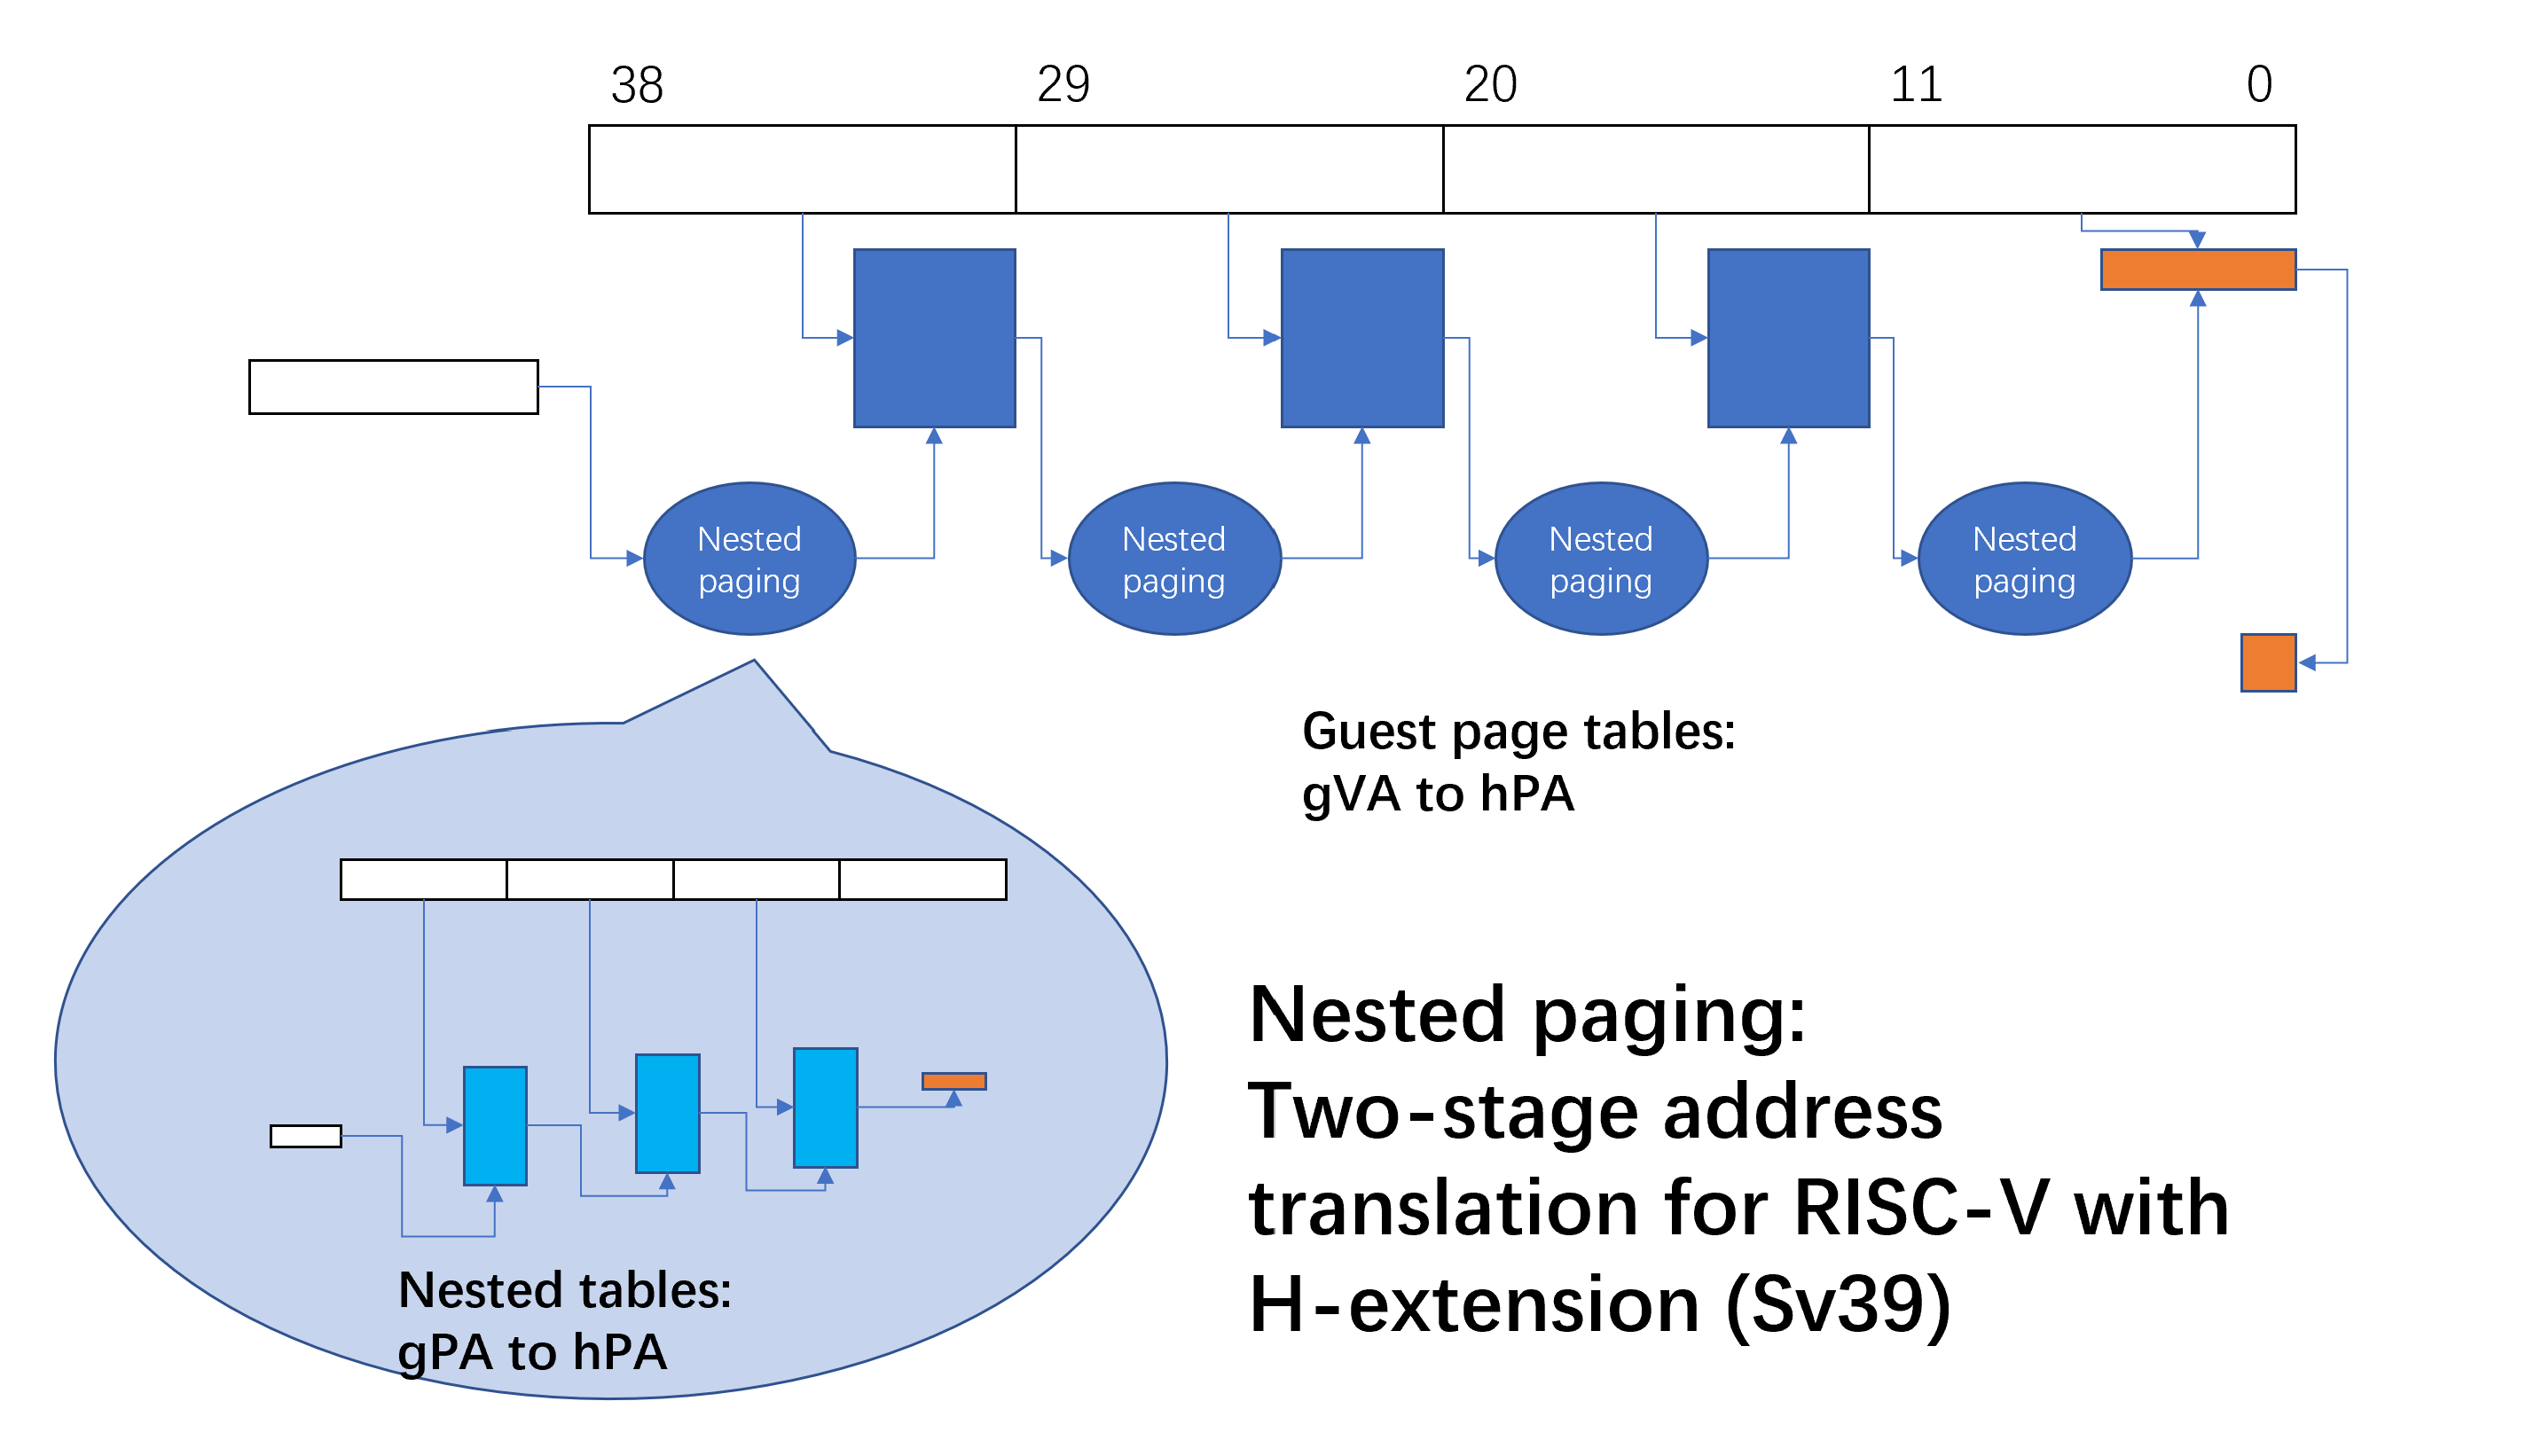 38 29 20 11 0
Nested
paging
Nested
paging
Nested
paging
Nested
paging
Guest page tables:
gVA to hPA
Nested paging:
Two-stage address
translation for RISC-V with
H-extension (Sv39)
Nested tables:
gPA to hPA